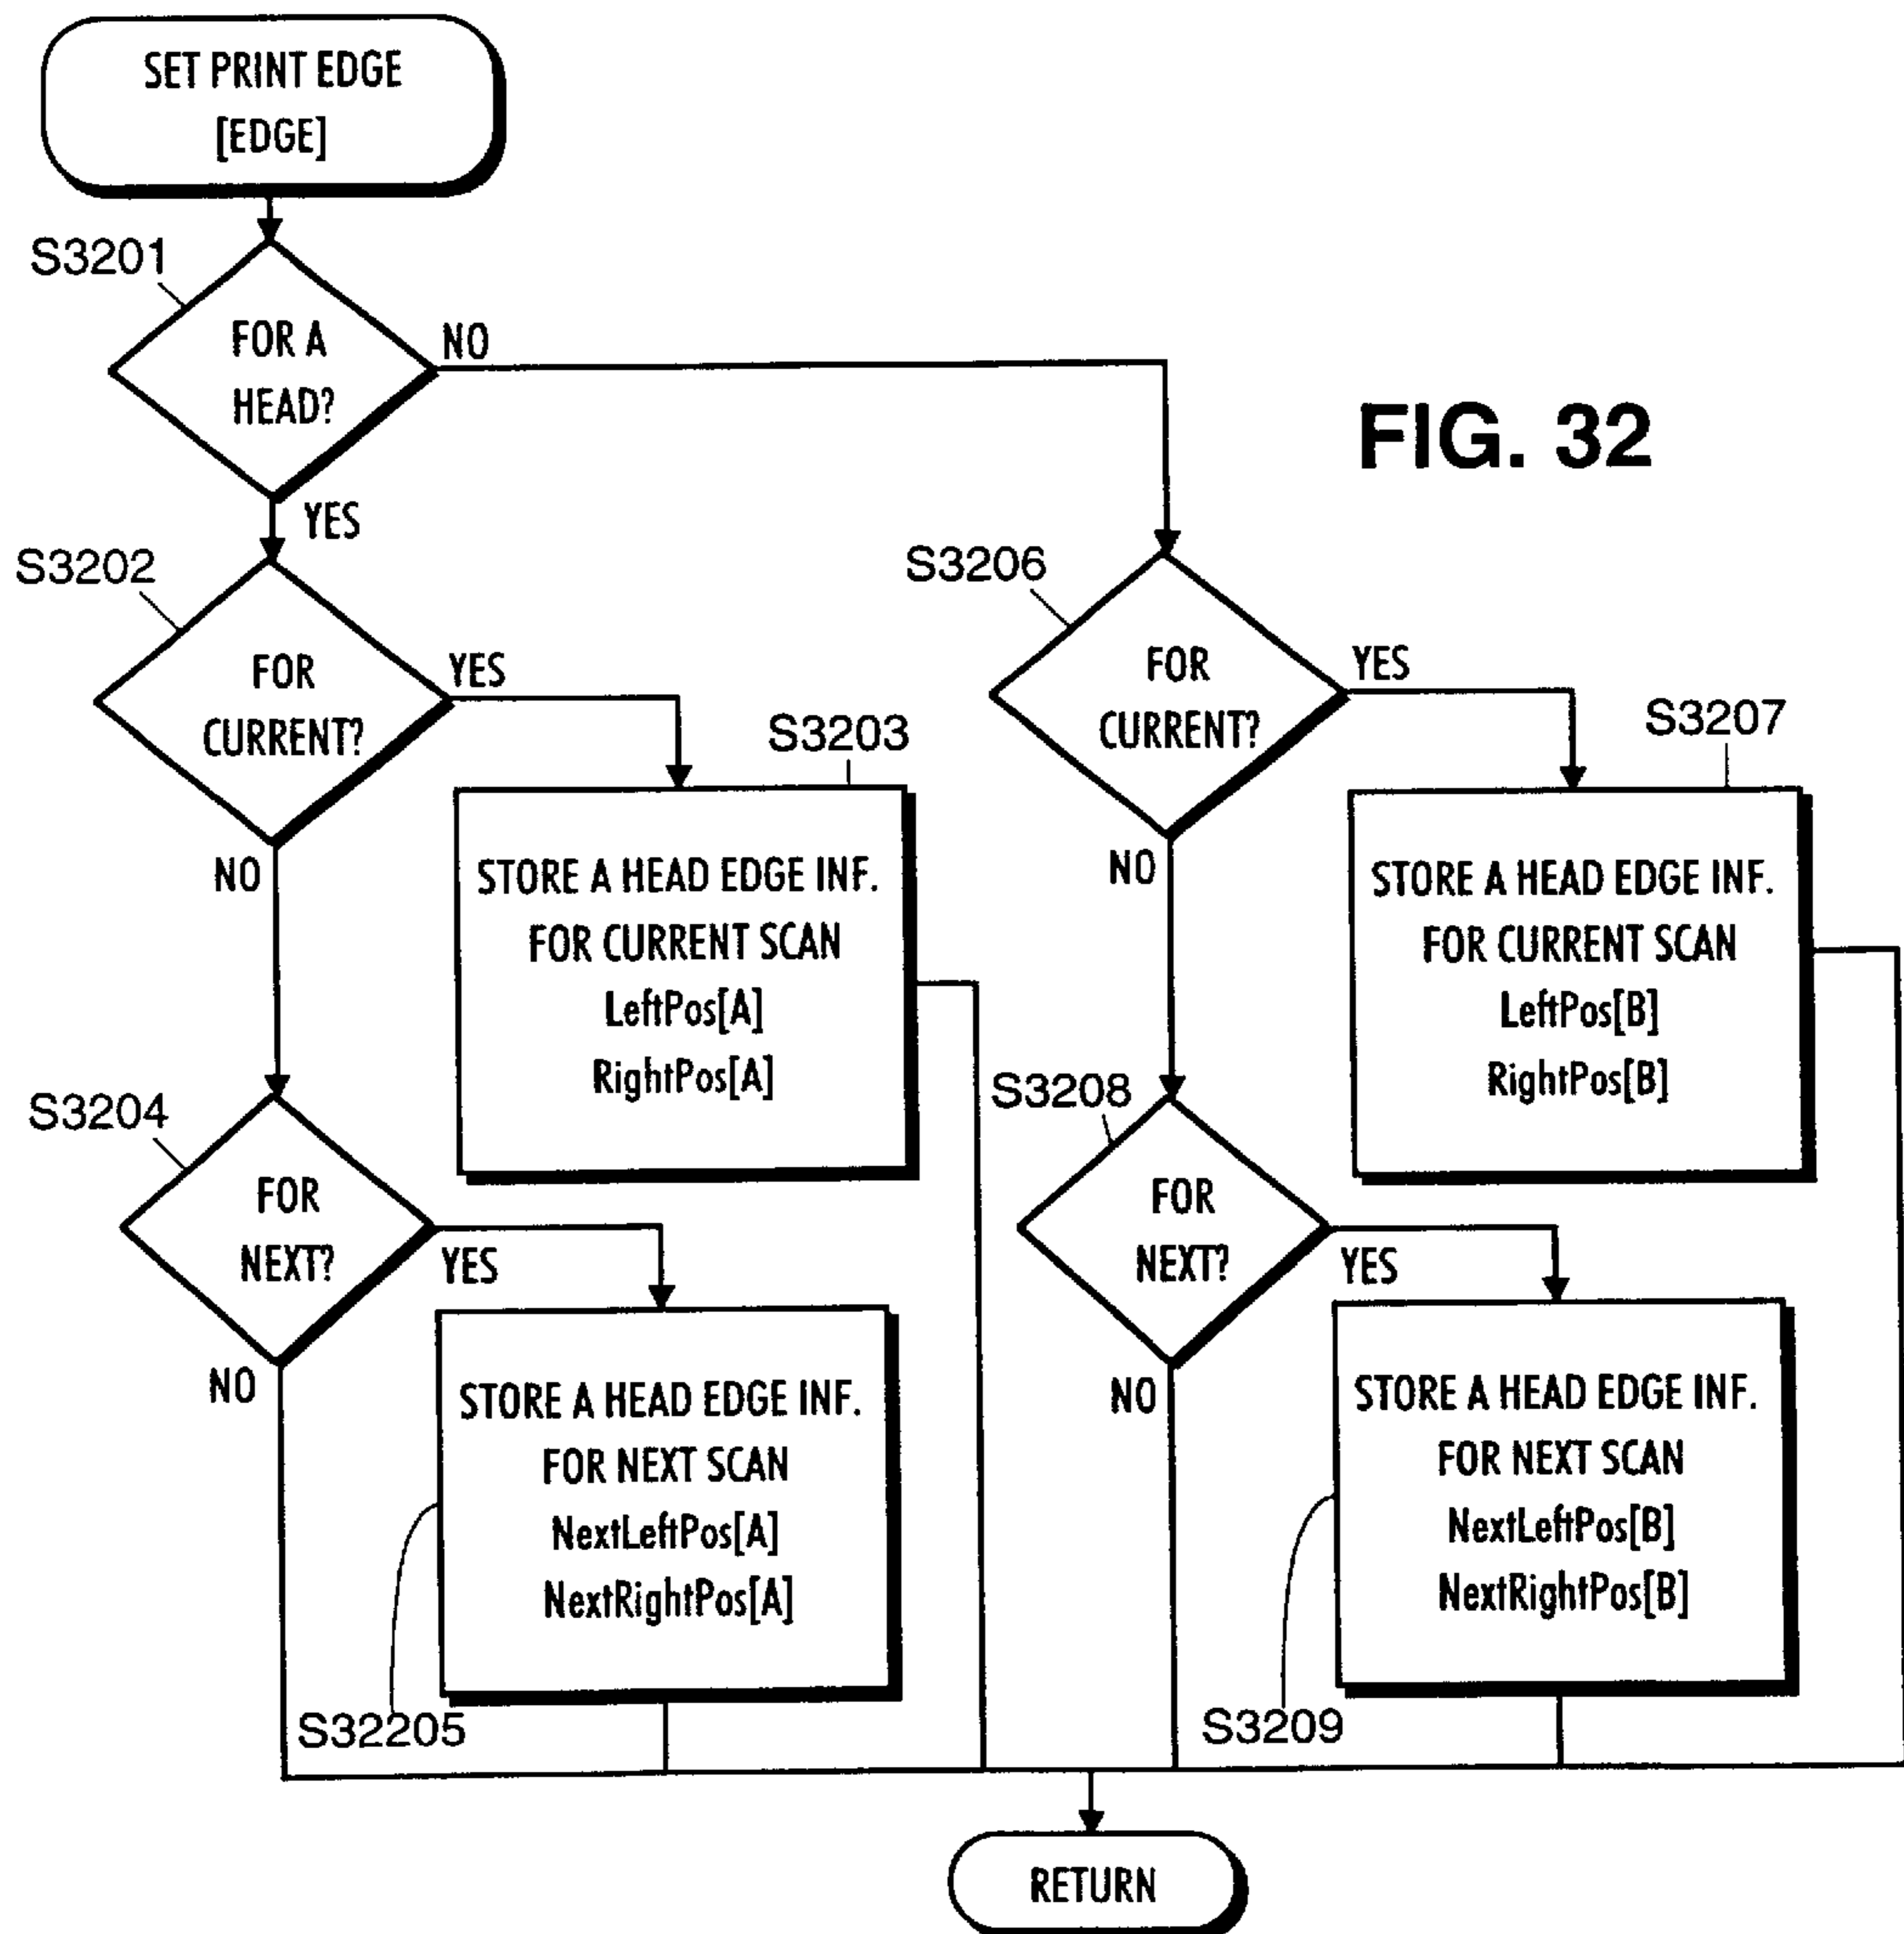 SET PRINT EDGE
[EDGE]
S3201
FOR A
HEAD?
NO
YES
FIG. 32
S3202
FOR
CURRENT?
YES
NO
S3203
STORE A HEAD EDGE INF.
FOR CURRENT SCAN
LeftPos[A]
RightPos[A]
S3204
FOR
NEXT?
YES
NO
STORE A HEAD EDGE INF.
FOR NEXT SCAN
NextLeftPos[A]
NextRightPos[A]
S32205
S3206
FOR
CURRENT?
YES
NO
S3207
STORE A HEAD EDGE INF.
FOR CURRENT SCAN
LeftPos[B]
RightPos[B]
S3208
FOR
NEXT?
YES
NO
STORE A HEAD EDGE INF.
FOR NEXT SCAN
NextLeftPos[B]
NextRightPos[B]
S3209
RETURN